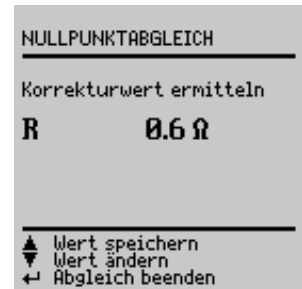 NULLPUNKTABGLEICH
Korrekturwert ermitteln
R 0.6 Ω
▲ Wert speichern
▼ Wert ändern
↵ Abgleich beenden